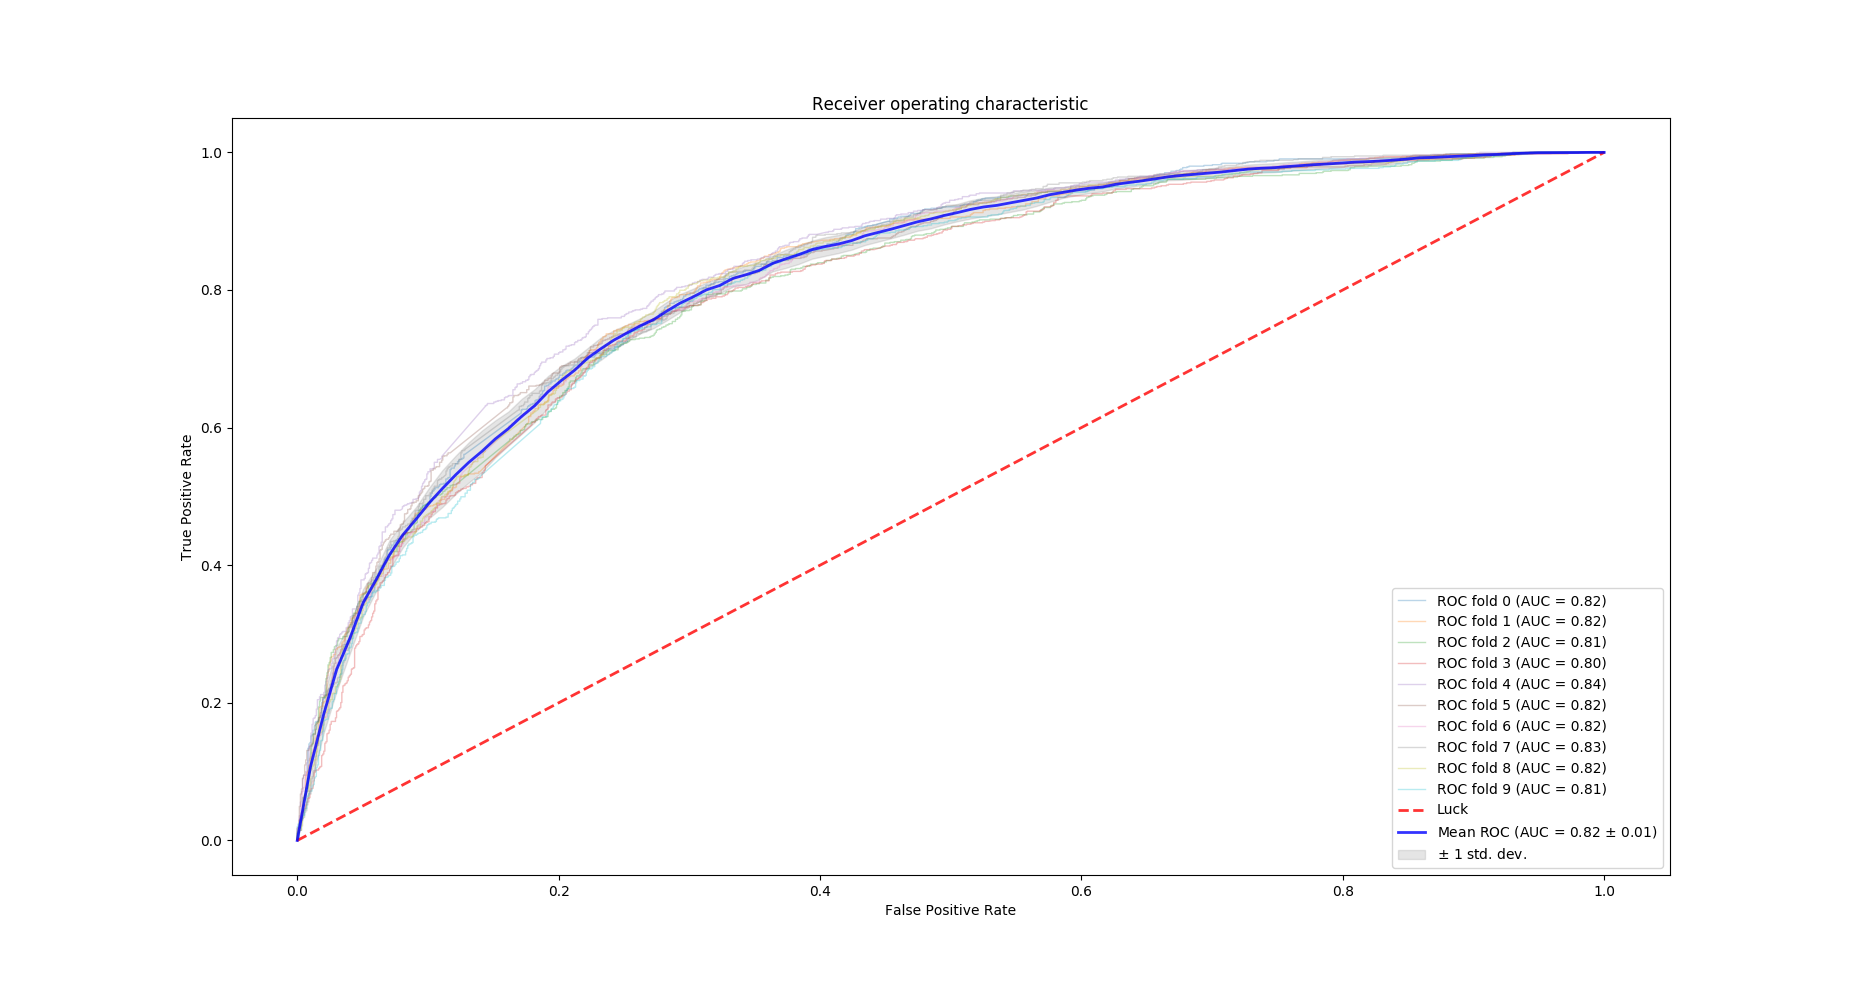 Receiver operating characteristic
True Positive Rate
1.0
0.8
0.6
0.4
0.2
0.0
0.0 0.2 0.4 0.6 0.8 1.0
False Positive Rate
ROC fold 0 (AUC = 0.82)
ROC fold 1 (AUC = 0.82)
ROC fold 2 (AUC = 0.81)
ROC fold 3 (AUC = 0.80)
ROC fold 4 (AUC = 0.84)
ROC fold 5 (AUC = 0.82)
ROC fold 6 (AUC = 0.82)
ROC fold 7 (AUC = 0.83)
ROC fold 8 (AUC = 0.82)
ROC fold 9 (AUC = 0.81)
Luck
Mean ROC (AUC = 0.82 ± 0.01)
± 1 std. dev.